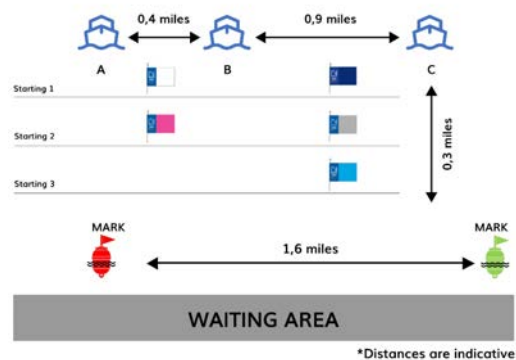 0,4 miles
0,9 miles
A
B
C
Starting 1
Starting 2
0,3 miles
Starting 3
MARK
MARK
1,6 miles
WAITING AREA
*Distances are indicative